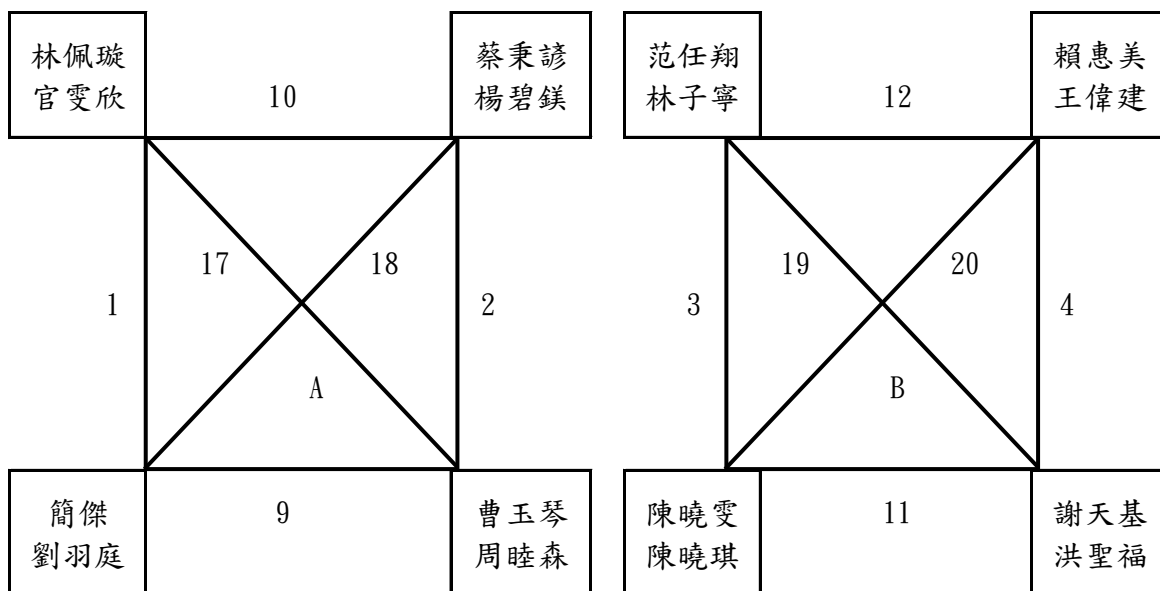 林佩璇
官雯欣
10
蔡秉諺
楊碧鎂
17
18
1
2
A
簡傑
劉羽庭
9
曹玉琴
周睦森
范任翔
林子寧
12
賴惠美
王偉建
19
20
3
4
B
陳曉雯
陳曉琪
11
謝天基
洪聖福